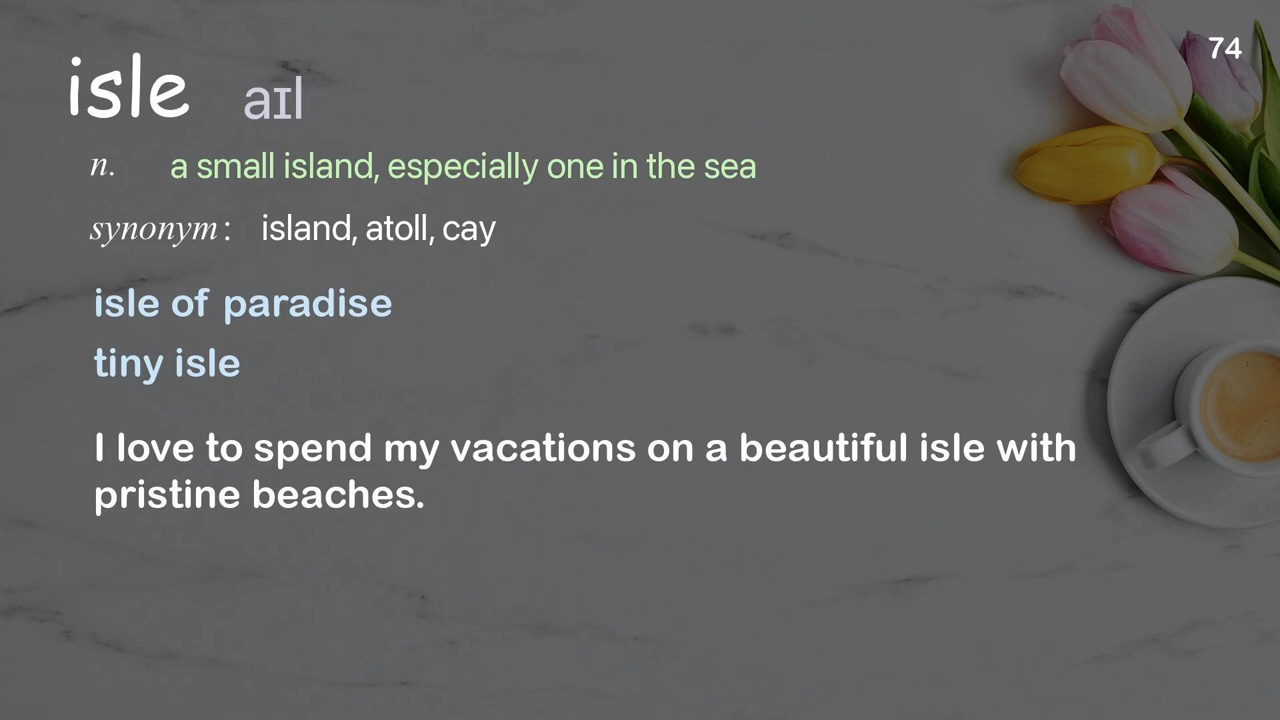 74
isle aɪl
n. a small island, especially one in the sea
synonym: island, atoll, cay
isle of paradise
tiny isle
I love to spend my vacations on a beautiful isle with
pristine beaches.